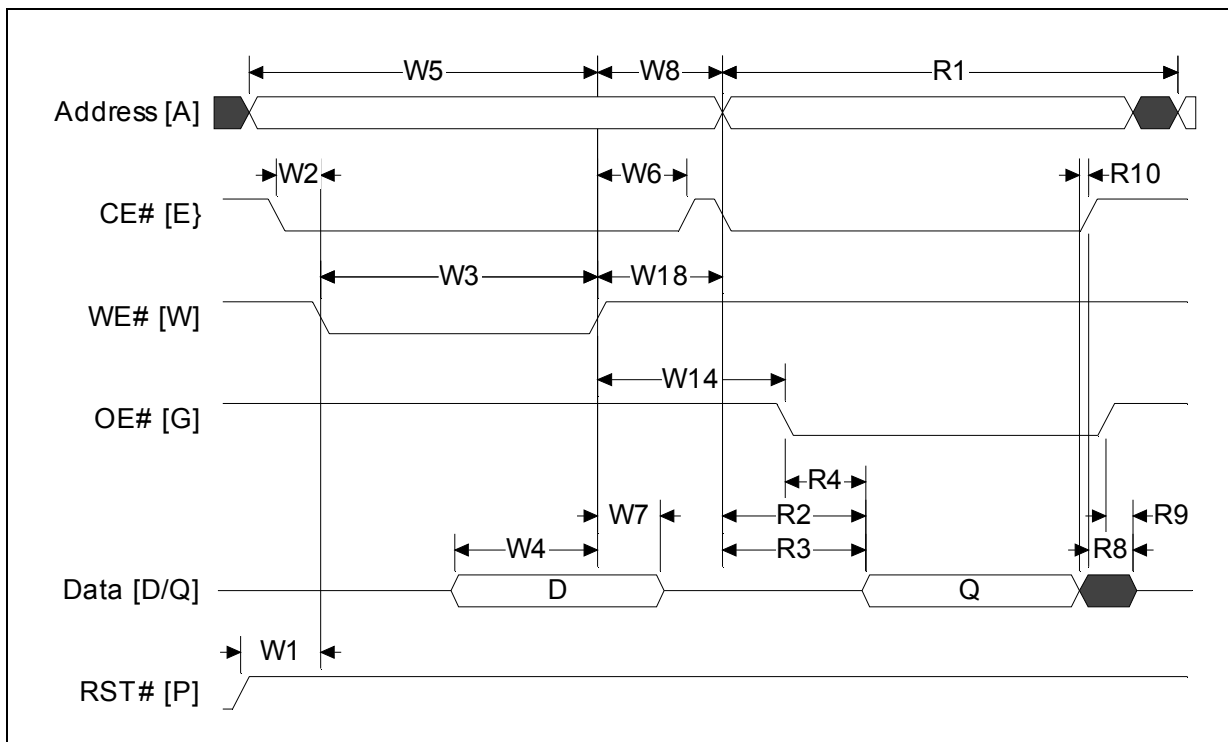 W5 W8 R1
Address [A]
W2 W6 R10
CE# [E}
W3 W18
WE# [W]
W14
OE# [G]
R4
W7 R2 R9
W4 R3 R8
Data [D/Q] D Q
W1
RST# [P]